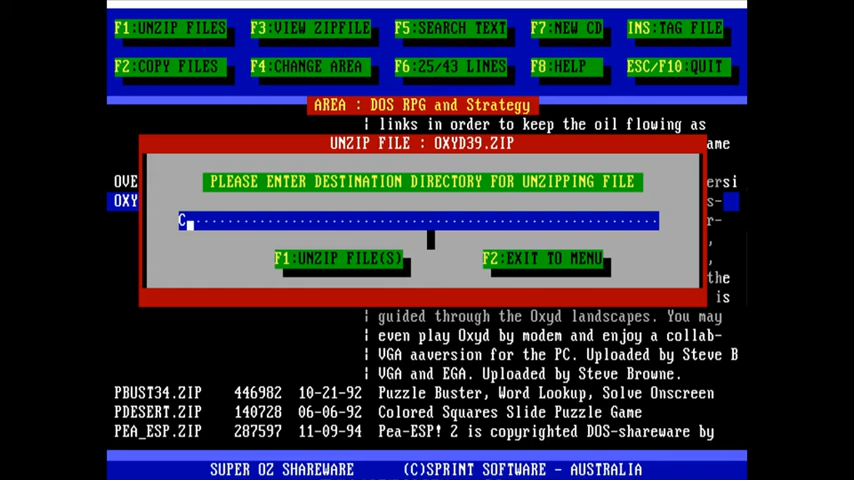 F1:UNZIP FILES F3:VIEW ZIPFILE F5:SEARCH TEXT F7:NEW CD INS:TAG FILE
F2:COPY FILES F4:CHANGE AREA F6:25/43 LINES F8:HELP ESC/F10:QUIT
AREA : DOS RPG and Strategy
¦ links in order to keep the oil flowing as
UNZIP FILE : OXYD39.ZIP
ame
PLEASE ENTER DESTINATION DIRECTORY FOR UNZIPPING FILE
OVE ersi
OXY s-
C
r-
F1:UNZIP FILE(S) F2:EXIT TO MENU
the
is
¦ guided through the Oxyd landscapes. You may
¦ even play Oxyd by modem and enjoy a collab-
¦ VGA aaversion for the PC. Uploaded by Steve B
¦ VGA and EGA. Uploaded by Steve Browne.
PBUST34.ZIP 446982 10-21-92 Puzzle Buster, Word Lookup, Solve Onscreen
PDESERT.ZIP 140728 06-06-92 Colored Squares Slide Puzzle Game
PEA_ESP.ZIP 287597 11-09-94 Pea-ESP! 2 is copyrighted DOS-shareware by
SUPER OZ SHAREWARE (C)SPRINT SOFTWARE - AUSTRALIA